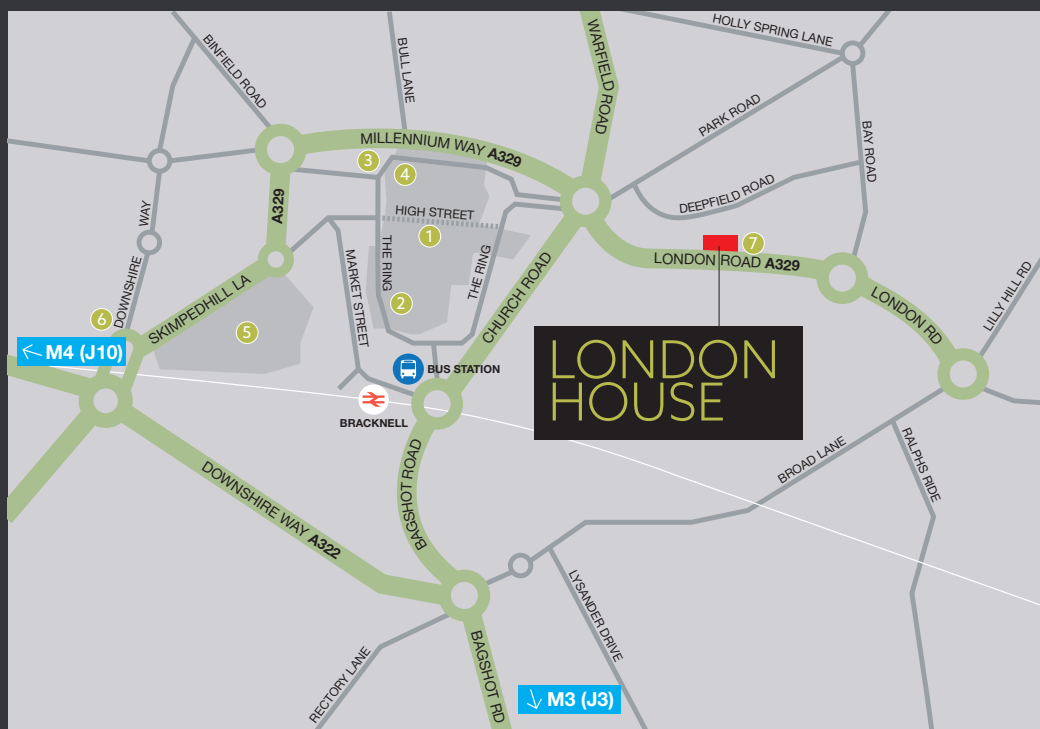 HOLLY SPRING LANE
BINFIELD ROAD
BULL LANE
WARFIELD ROAD
PARK ROAD
BAY ROAD
MILLENNIUM WAY A329
3
4
A329
HIGH STREET
DEEPFIELD ROAD
1
7
LONDON ROAD A329
WAY
DOWNSHIRE
MARKET STREET
THE RING
THE RING
CHURCH ROAD
2
SKIMPEDHILL LA
5
6
LONDON RD
LILLY HILL RD
M4 (J10)
BUS STATION
BRACKNELL
LONDON
HOUSE
BROAD LANE
RALPHS RIDE
BAGSHOT ROAD
DOWNSHIRE WAY A322
LYSANDER DRIVE
RECTORY LANE
BAGSHOT RD
M3 (J3)